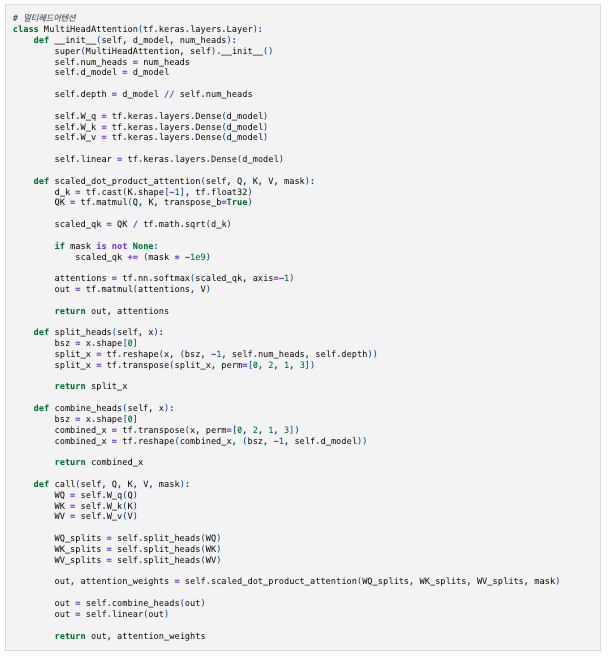 # 멀티헤드어텐션
class MultiHeadAttention(tf.keras.layers.Layer):
    def __init__(self, d_model, num_heads):
        super(MultiHeadAttention, self).__init__()
        self.num_heads = num_heads
        self.d_model = d_model

        self.depth = d_model // self.num_heads

        self.W_q = tf.keras.layers.Dense(d_model)
        self.W_k = tf.keras.layers.Dense(d_model)
        self.W_v = tf.keras.layers.Dense(d_model)

        self.linear = tf.keras.layers.Dense(d_model)

    def scaled_dot_product_attention(self, Q, K, V, mask):
        d_k = tf.cast(K.shape[-1], tf.float32)
        QK = tf.matmul(Q, K, transpose_b=True)

        scaled_qk = QK / tf.math.sqrt(d_k)

        if mask is not None:
            scaled_qk += (mask * -1e9)

        attentions = tf.nn.softmax(scaled_qk, axis=-1)
        out = tf.matmul(attentions, V)

        return out, attentions

    def split_heads(self, x):
        bsz = x.shape[0]
        split_x = tf.reshape(x, (bsz, -1, self.num_heads, self.depth))
        split_x = tf.transpose(split_x, perm=[0, 2, 1, 3])

        return split_x

    def combine_heads(self, x):
        bsz = x.shape[0]
        combined_x = tf.transpose(x, perm=[0, 2, 1, 3])
        combined_x = tf.reshape(combined_x, (bsz, -1, self.d_model))

        return combined_x

    def call(self, Q, K, V, mask):
        WQ = self.W_q(Q)
        WK = self.W_k(K)
        WV = self.W_v(V)

        WQ_splits = self.split_heads(WQ)
        WK_splits = self.split_heads(WK)
        WV_splits = self.split_heads(WV)

        out, attention_weights = self.scaled_dot_product_attention(WQ_splits, WK_splits, WV_splits, mask)

        out = self.combine_heads(out)
        out = self.linear(out)

        return out, attention_weights